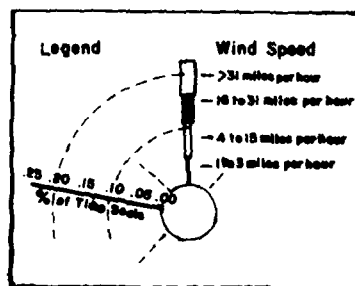 Legend
Wind Speed
>31 miles per hour
16 to 31 miles per hour
4 to 15 miles per hour
1 to 3 miles per hour
.25 .20 .15 .10 .05 .00
% of Time Scale